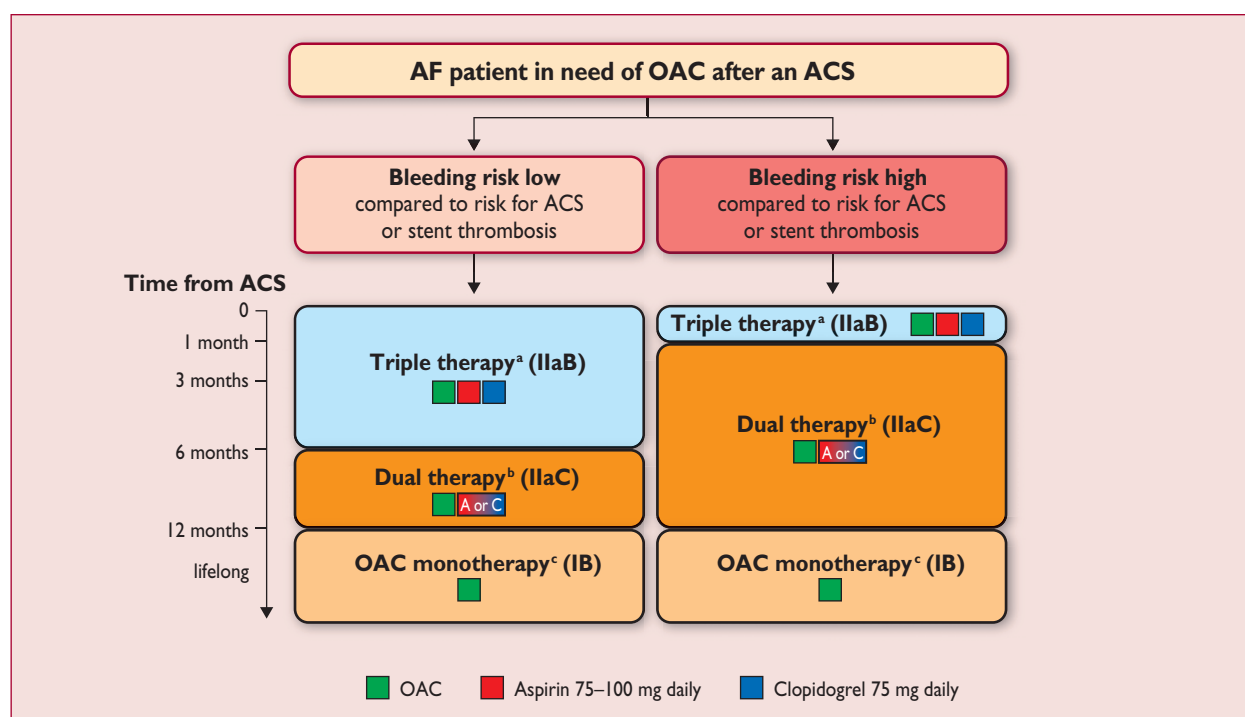 AF patient in need of OAC after an ACS
Bleeding risk low
compared to risk for ACS
or stent thrombosis
Bleeding risk high
compared to risk for ACS
or stent thrombosis
Time from ACS
0
1 month
3 months
6 months
12 months
lifelong
Triple therapyᵃ (IIaB)
Dual therapyᵇ (IIaC)
A or C
OAC monotherapyᶜ (IB)
Triple therapyᵃ (IIaB)
Dual therapyᵇ (IIaC)
A or C
OAC monotherapyᶜ (IB)
OAC
Aspirin 75–100 mg daily
Clopidogrel 75 mg daily